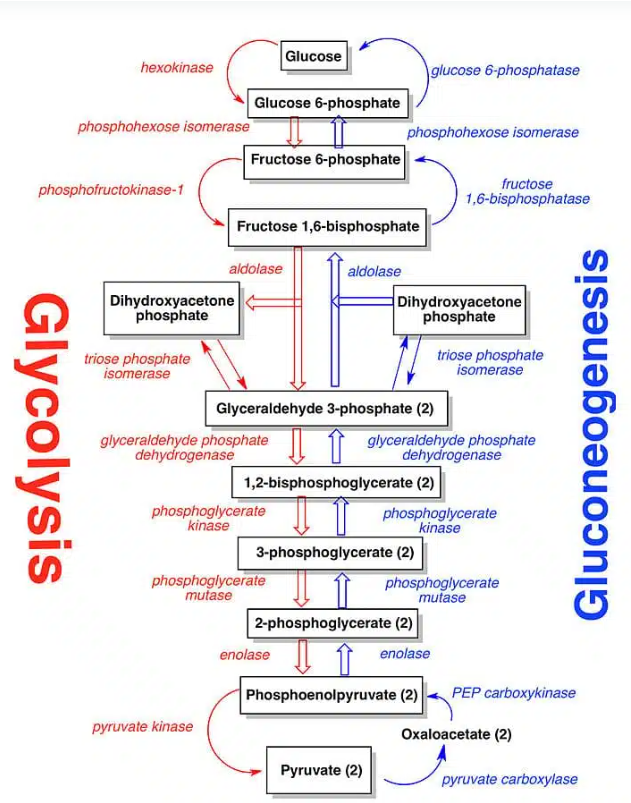 Glucose
hexokinase
glucose 6-phosphatase
Glucose 6-phosphate
phosphohexose isomerase
phosphohexose isomerase
Fructose 6-phosphate
phosphofructokinase-1
fructose
1,6-bisphosphatase
Fructose 1,6-bisphosphate
aldolase
aldolase
Dihydroxyacetone
phosphate
Dihydroxyacetone
phosphate
triose phosphate
isomerase
triose phosphate
isomerase
Glyceraldehyde 3-phosphate (2)
glyceraldehyde phosphate
dehydrogenase
glyceraldehyde phosphate
dehydrogenase
1,2-bisphosphoglycerate (2)
phosphoglycerate
kinase
phosphoglycerate
kinase
3-phosphoglycerate (2)
phosphoglycerate
mutase
phosphoglycerate
mutase
2-phosphoglycerate (2)
enolase
enolase
Phosphoenolpyruvate (2)
PEP carboxykinase
pyruvate kinase
Oxaloacetate (2)
Pyruvate (2)
pyruvate carboxylase
Glycolysis
Gluconeogenesis